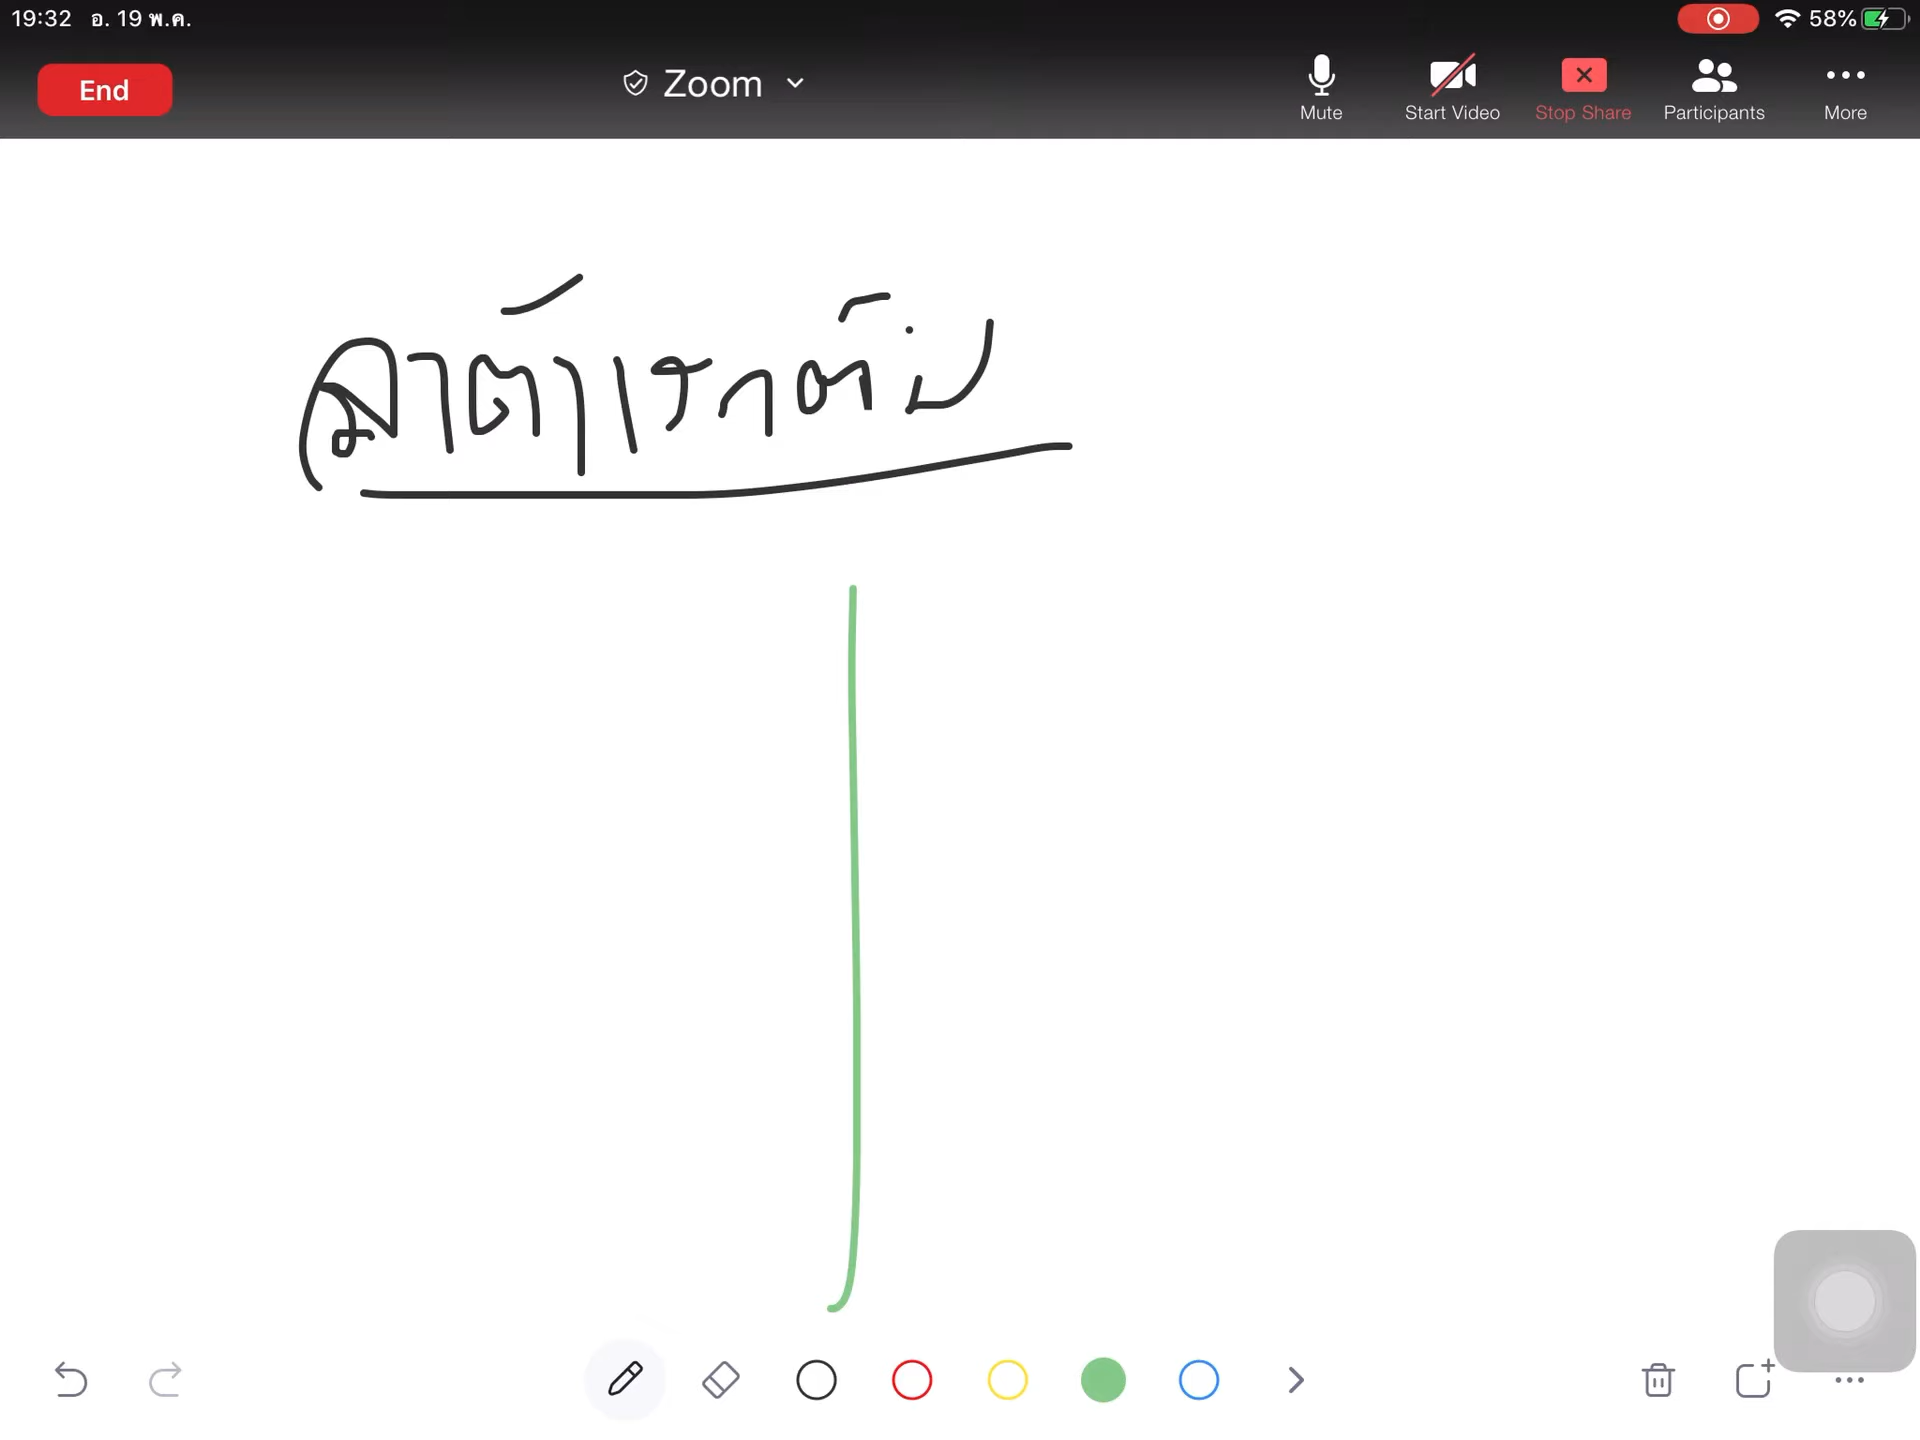 19:32 อ. 19 พ.ค. 58%
End
Zoom
Mute
Start Video
Stop Share
Participants
More